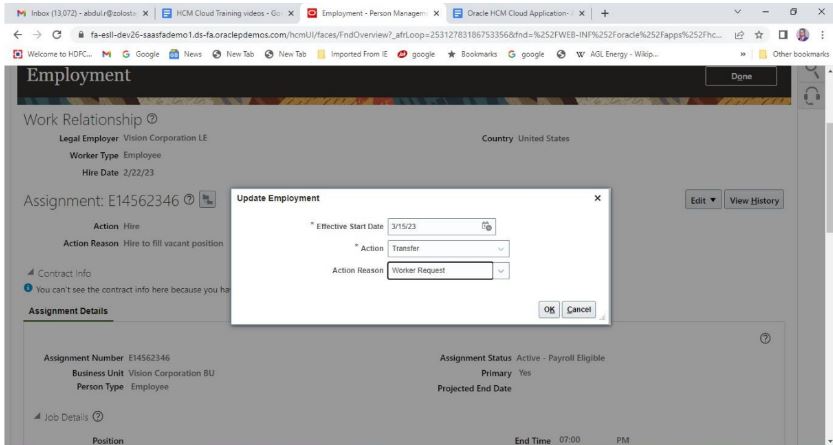 Inbox (13,072) - abdul.r@zolosta
HCM Cloud Training videos - Go
Employment - Person Managem
Oracle HCM Cloud Application-
fa-esll-dev26-saasfademo1.ds-fa.oraclepdemos.com/hcmUI/faces/FndOverview?_afrLoop=25312783186753356&fnd=%252FWEB-INF%252Foracle%252Fapps%252Fhc...
Welcome to HDFC... G Google News New Tab New Tab Imported From IE google Bookmarks G google W AGL Energy - Wikip... » Other bookmarks
Employment
Done
Work Relationship
Legal Employer Vision Corporation LE
Country United States
Worker Type Employee
Hire Date 2/22/23
Assignment: E14562346
Edit View History
Action Hire
Action Reason Hire to fill vacant position
Update Employment
* Effective Start Date 3/15/23
* Action Transfer
Action Reason Worker Request
OK Cancel
Contract Info
You can't see the contract info here because you ha
Assignment Details
Assignment Number E14562346
Assignment Status Active - Payroll Eligible
Business Unit Vision Corporation BU
Primary Yes
Person Type Employee
Projected End Date
Job Details
Position
End Time 07:00 PM